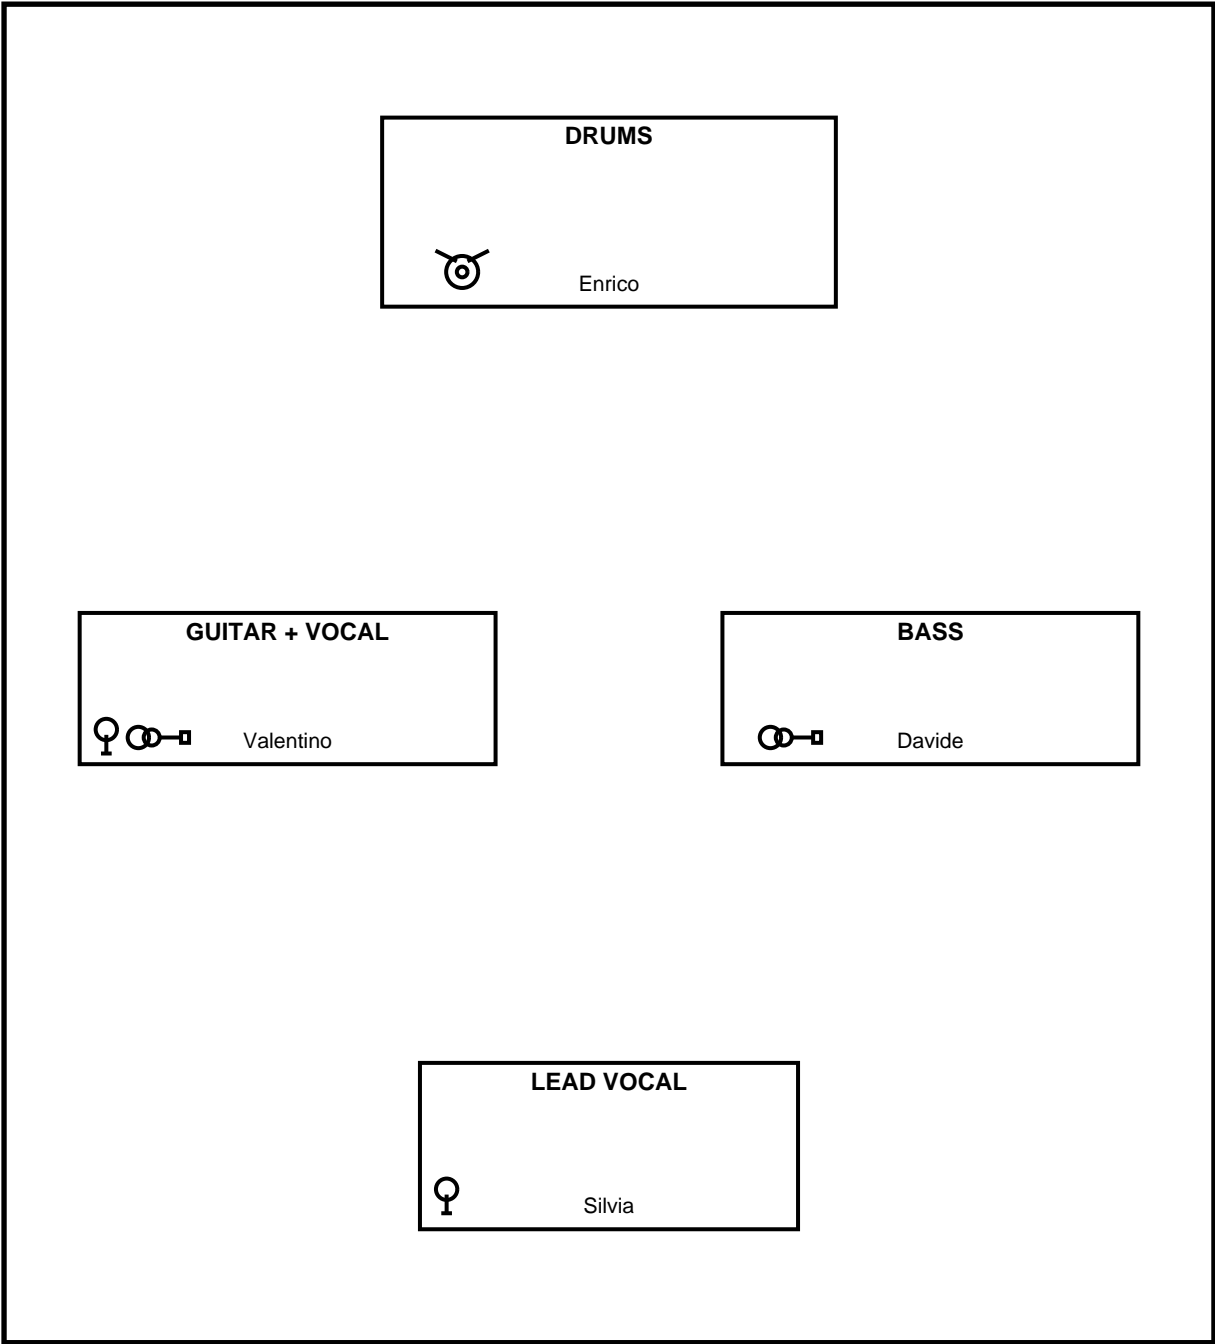 DRUMS
Enrico
GUITAR + VOCAL
Valentino
BASS
Davide
LEAD VOCAL
Silvia